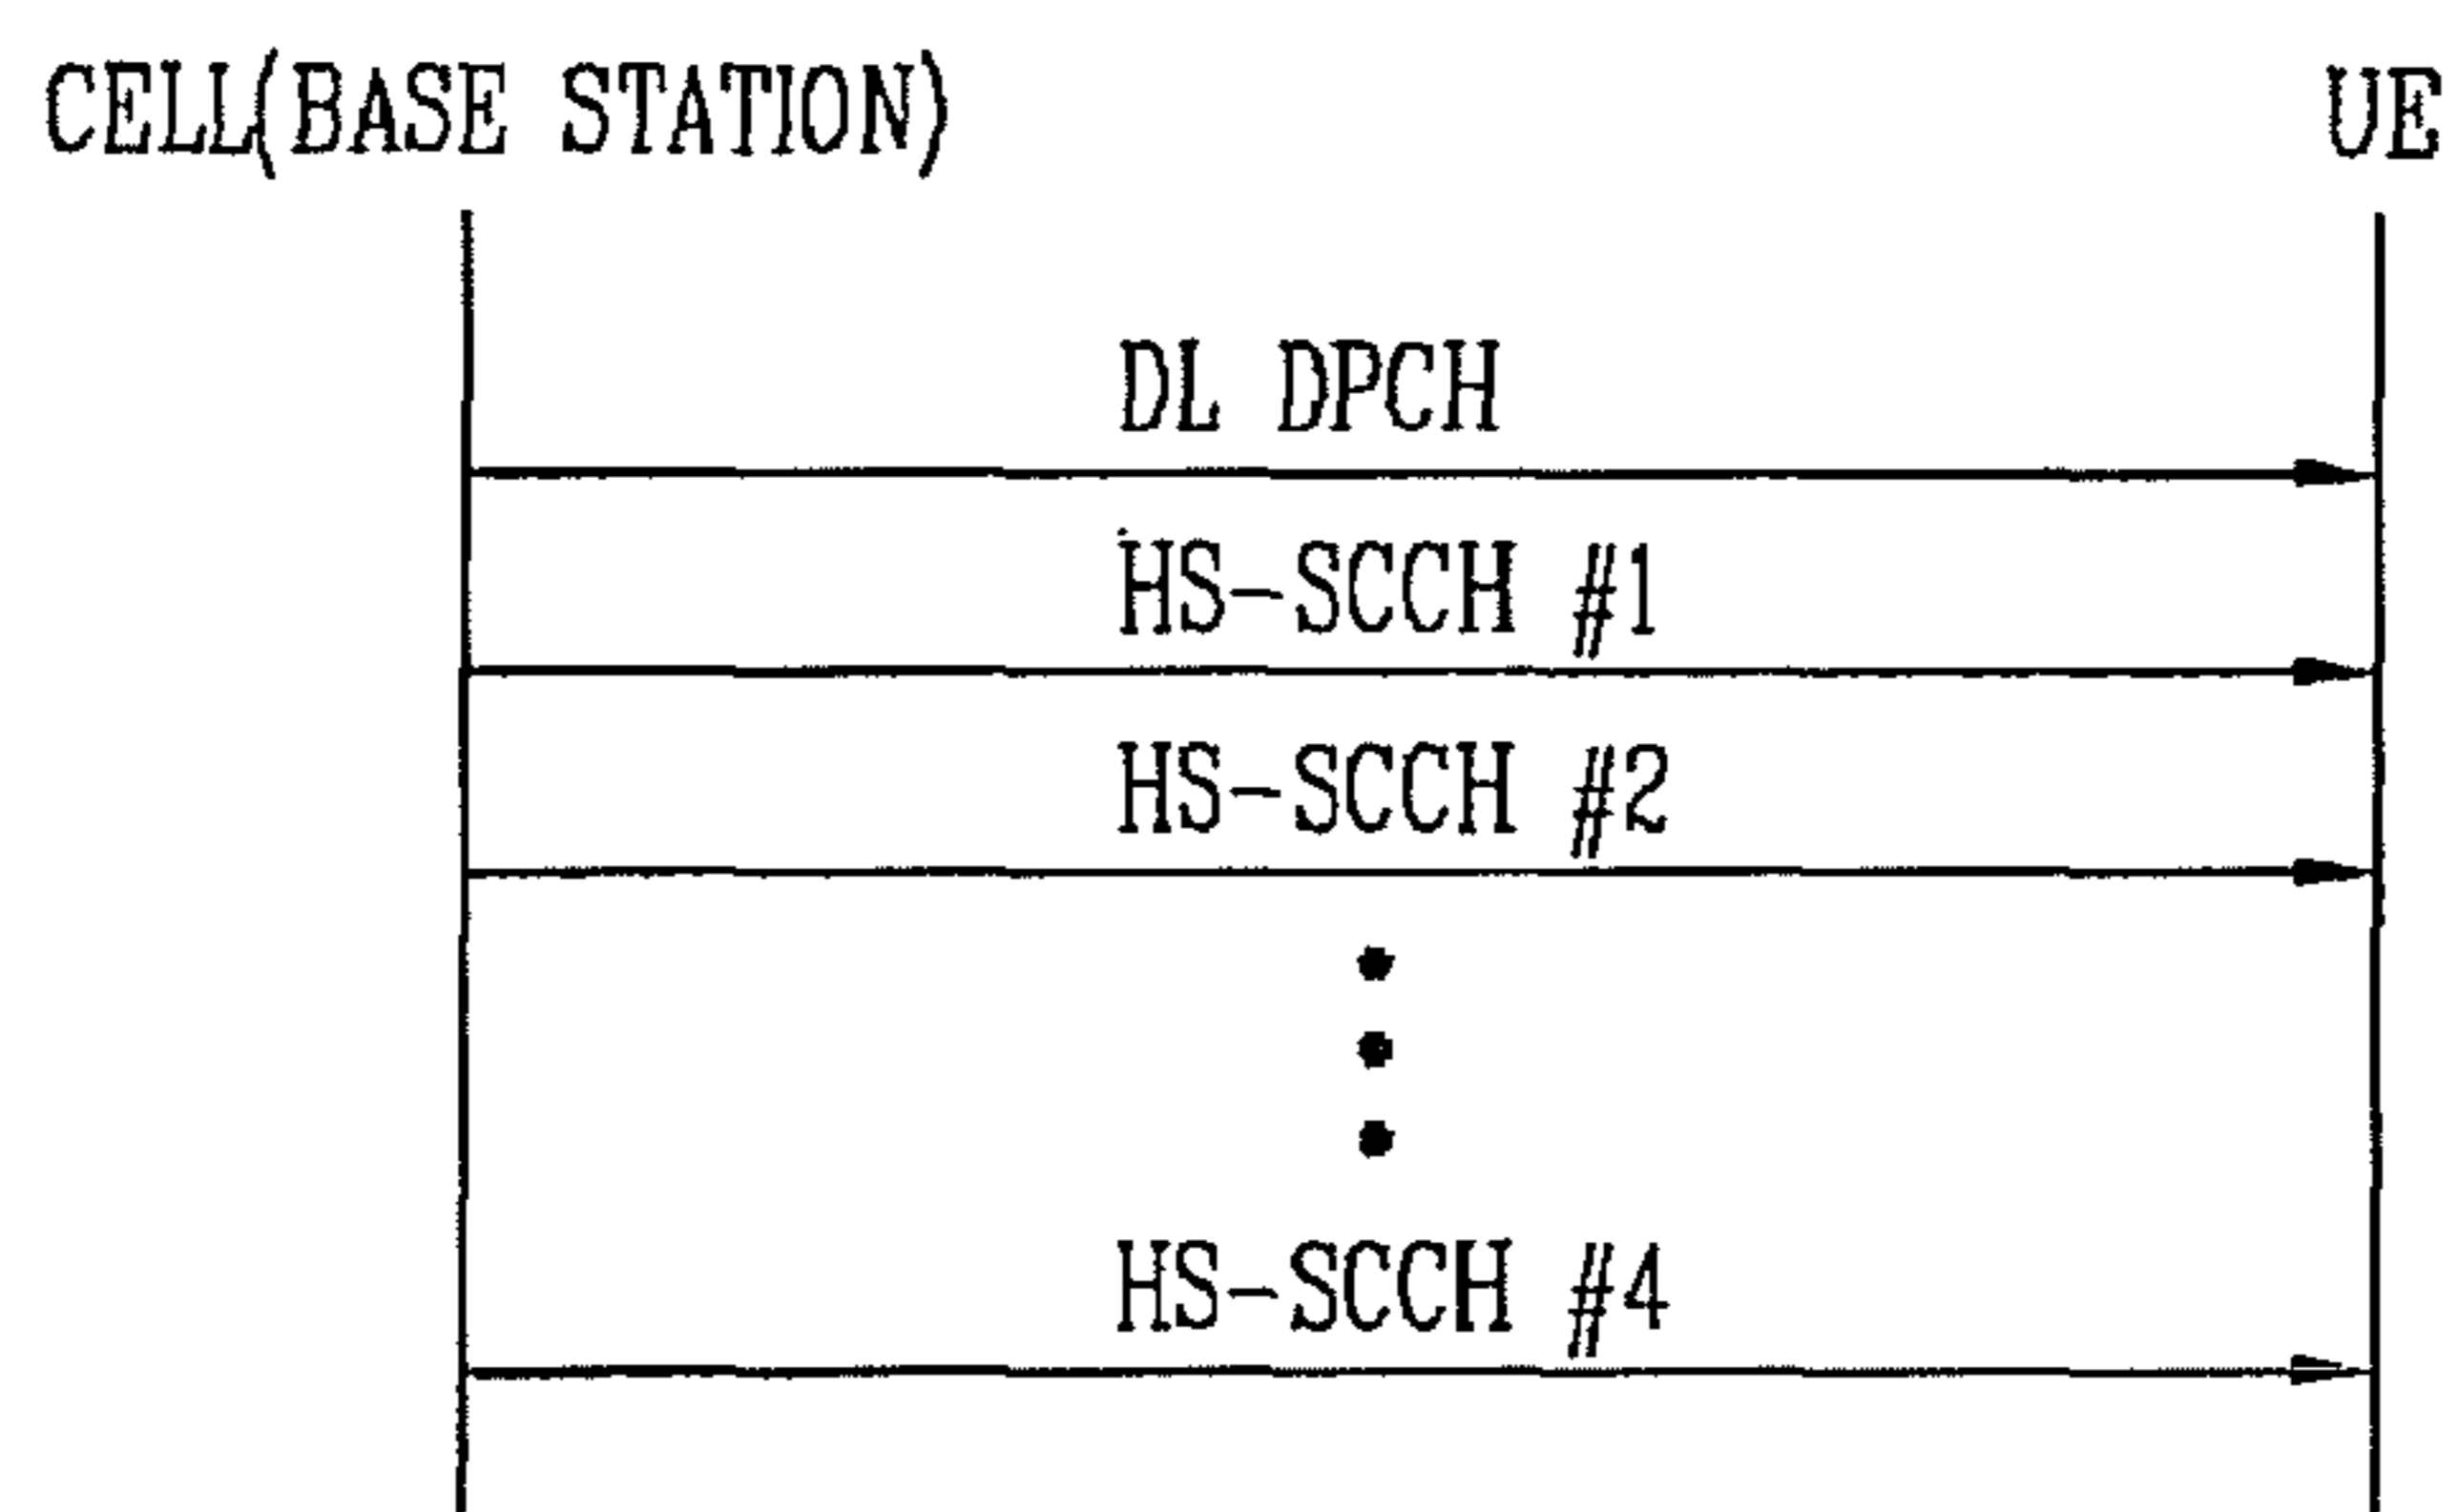 CELL(BASE STATION) UE
DL DPCH
HS-SCCH #1
HS-SCCH #2
HS-SCCH #4